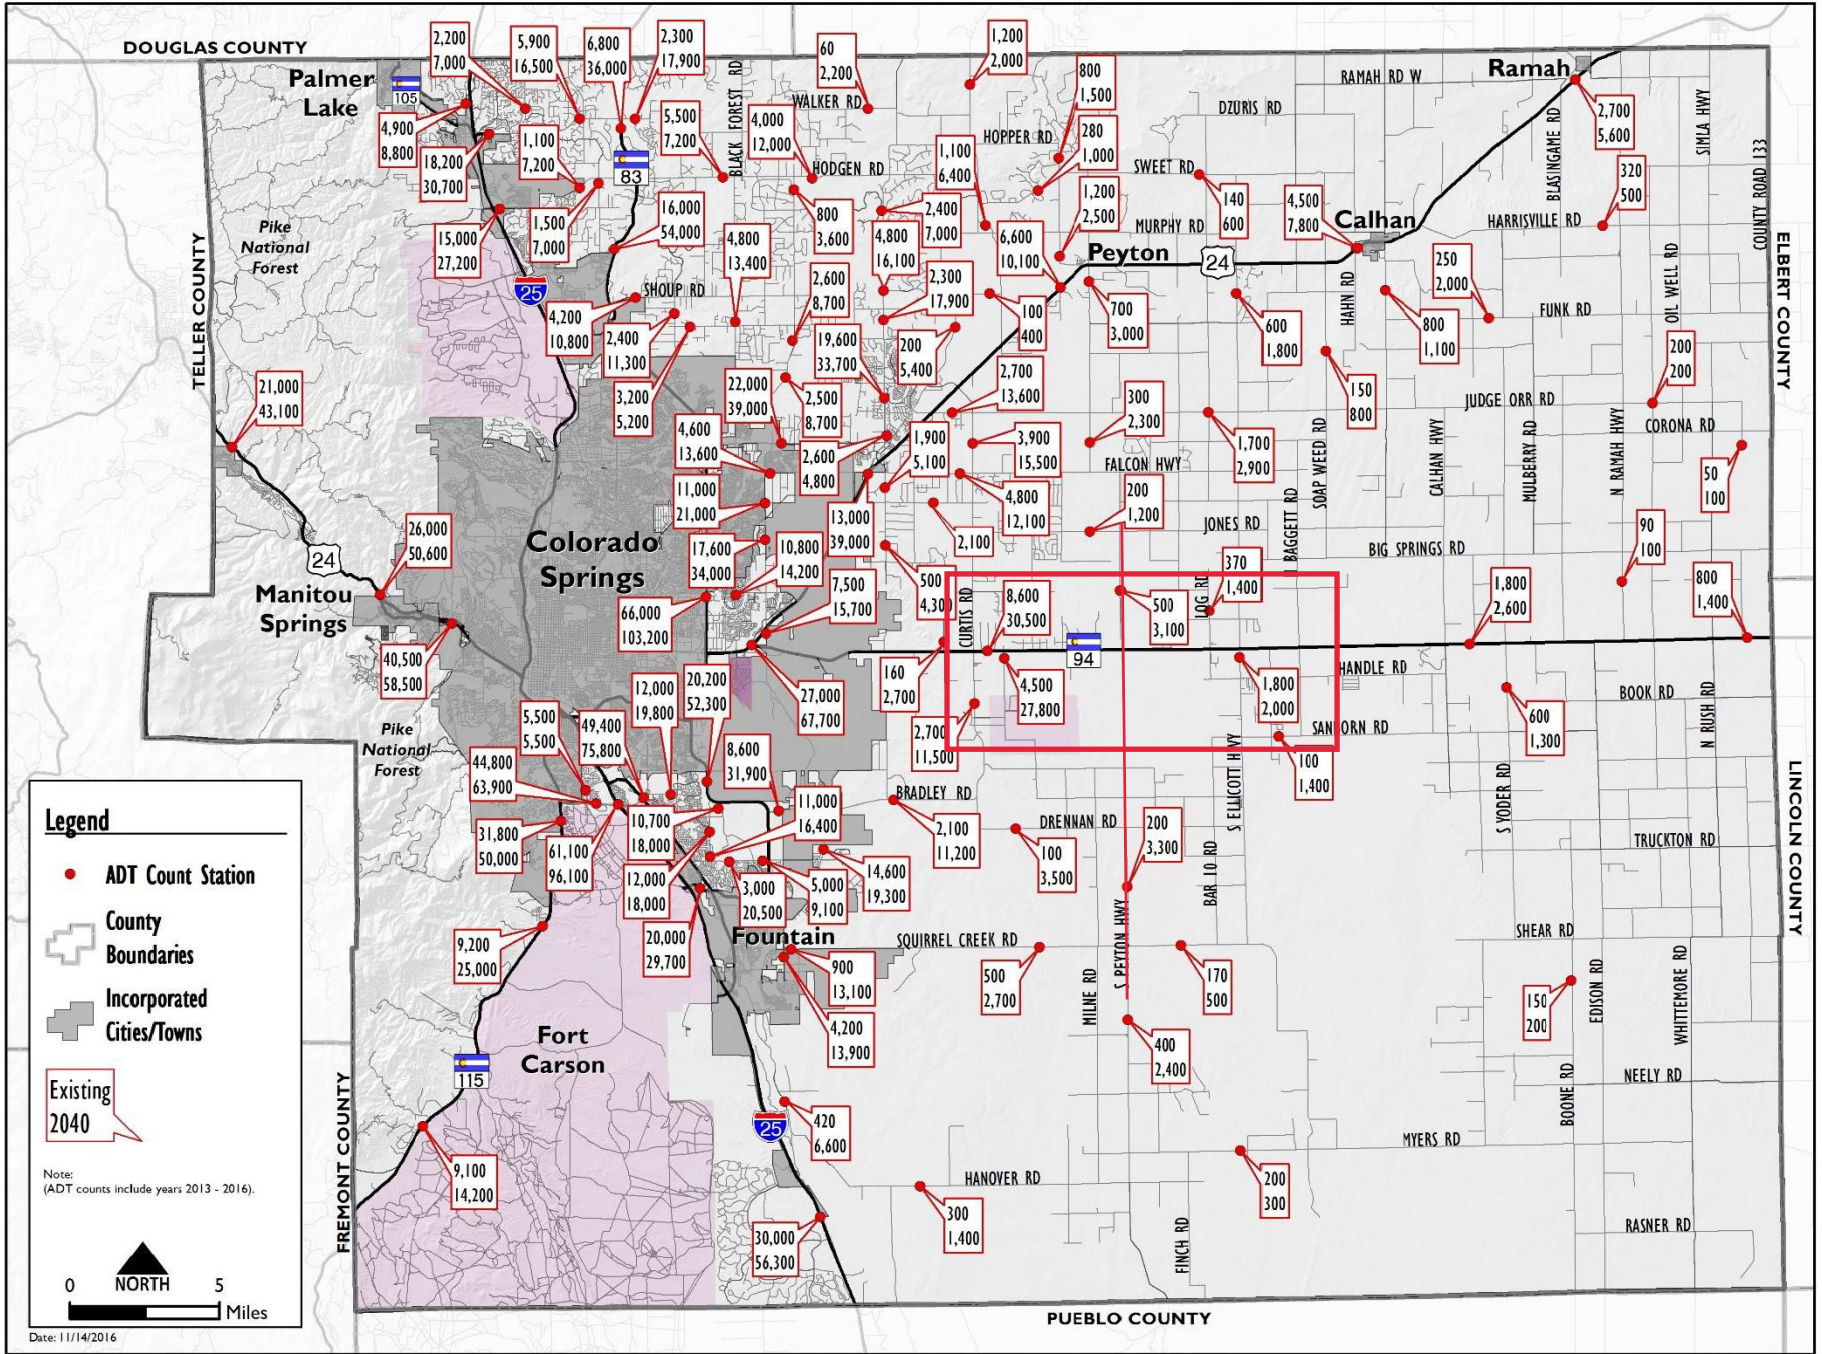 DOUGLAS COUNTY
Palmer
Lake
105
2,200
7,000
5,900
16,500
6,800
36,000
2,300
17,900
60
2,200
1,200
2,000
800
1,500
RAMAH RD W
Ramah
DZURIS RD
WALKER RD
BLACK FOREST RD
2,700
5,600
SIMLA HWY
BLASINGAME RD
COUNTY ROAD 133
4,900
8,800
18,200
30,700
1,100
7,200
83
5,500
7,200
4,000
12,000
HODGEN RD
HOPPER RD
1,100
6,400
280
1,000
SWEET RD
320
500
1,200
2,500
140
600
4,500
7,800
Calhan
HARRISVILLE RD
Pike
National
Forest
15,000
27,200
1,500
7,000
16,000
54,000
800
3,600
2,400
7,000
MURPHY RD
Peyton
24
TELLER COUNTY
25
4,800
13,400
4,800
16,100
6,600
10,100
250
2,000
OIL WELL RD
ELBERT COUNTY
SHOUP RD
2,600
8,700
2,300
17,900
100
400
700
3,000
HAHN RD
FUNK RD
4,200
10,800
2,400
11,300
19,600
33,700
200
5,400
600
1,800
800
1,100
200
200
21,000
43,100
3,200
5,200
22,000
39,000
2,500
8,700
2,700
13,600
300
2,300
150
800
JUDGE ORR RD
CORONA RD
4,600
13,600
2,600
4,800
1,900
5,100
3,900
15,500
FALCON HWY
1,700
2,900
SOAP WEED RD
CALHAN HWY
MULBERRY RD
N RAMAH HWY
50
100
11,000
21,000
13,000
39,000
4,800
12,100
200
1,200
JONES RD
BAGGETT RD
BIG SPRINGS RD
90
100
24
26,000
50,600
Colorado
Springs
17,600
34,000
10,800
14,200
2,100
Manitou
Springs
66,000
103,200
7,500
15,700
500
4,300
CURTIS RD
8,600
30,500
94
500
3,100
LOG RD
370
1,400
1,800
2,600
800
1,400
40,500
58,500
160
2,700
4,500
27,800
1,800
2,000
HANDLE RD
BOOK RD
N RUSH RD
12,000
19,800
20,200
52,300
27,000
67,700
2,700
11,500
SANBORN RD
600
1,300
Pike
National
Forest
5,500
5,500
49,400
75,800
8,600
31,900
100
1,400
44,800
63,900
11,000
16,400
BRADLEY RD
2,100
11,200
DRENNAN RD
S ELLICOTT HWY
S YODER RD
TRUCKTON RD
LINCOLN COUNTY
31,800
50,000
61,100
96,100
10,700
18,000
12,000
18,000
3,000
20,500
5,000
9,100
14,600
19,300
100
3,500
200
3,300
BAR 10 RD
9,200
25,000
20,000
29,700
Fountain
SQUIRREL CREEK RD
S PEYTON HWY
SHEAR RD
900
13,100
500
2,700
MILNE RD
170
500
150
200
EDISON RD
WHITTEMORE RD
4,200
13,900
Fort
Carson
115
400
2,400
BOONE RD
NEELY RD
25
420
6,600
MYERS RD
9,100
14,200
HANOVER RD
200
300
300
1,400
FINCH RD
RASNER RD
30,000
56,300
FREMONT COUNTY
PUEBLO COUNTY
Legend
ADT Count Station
County
Boundaries
Incorporated
Cities/Towns
Existing
2040
Note:
(ADT counts include years 2013 - 2016).
NORTH
0 5
Miles
Date: 11/14/2016